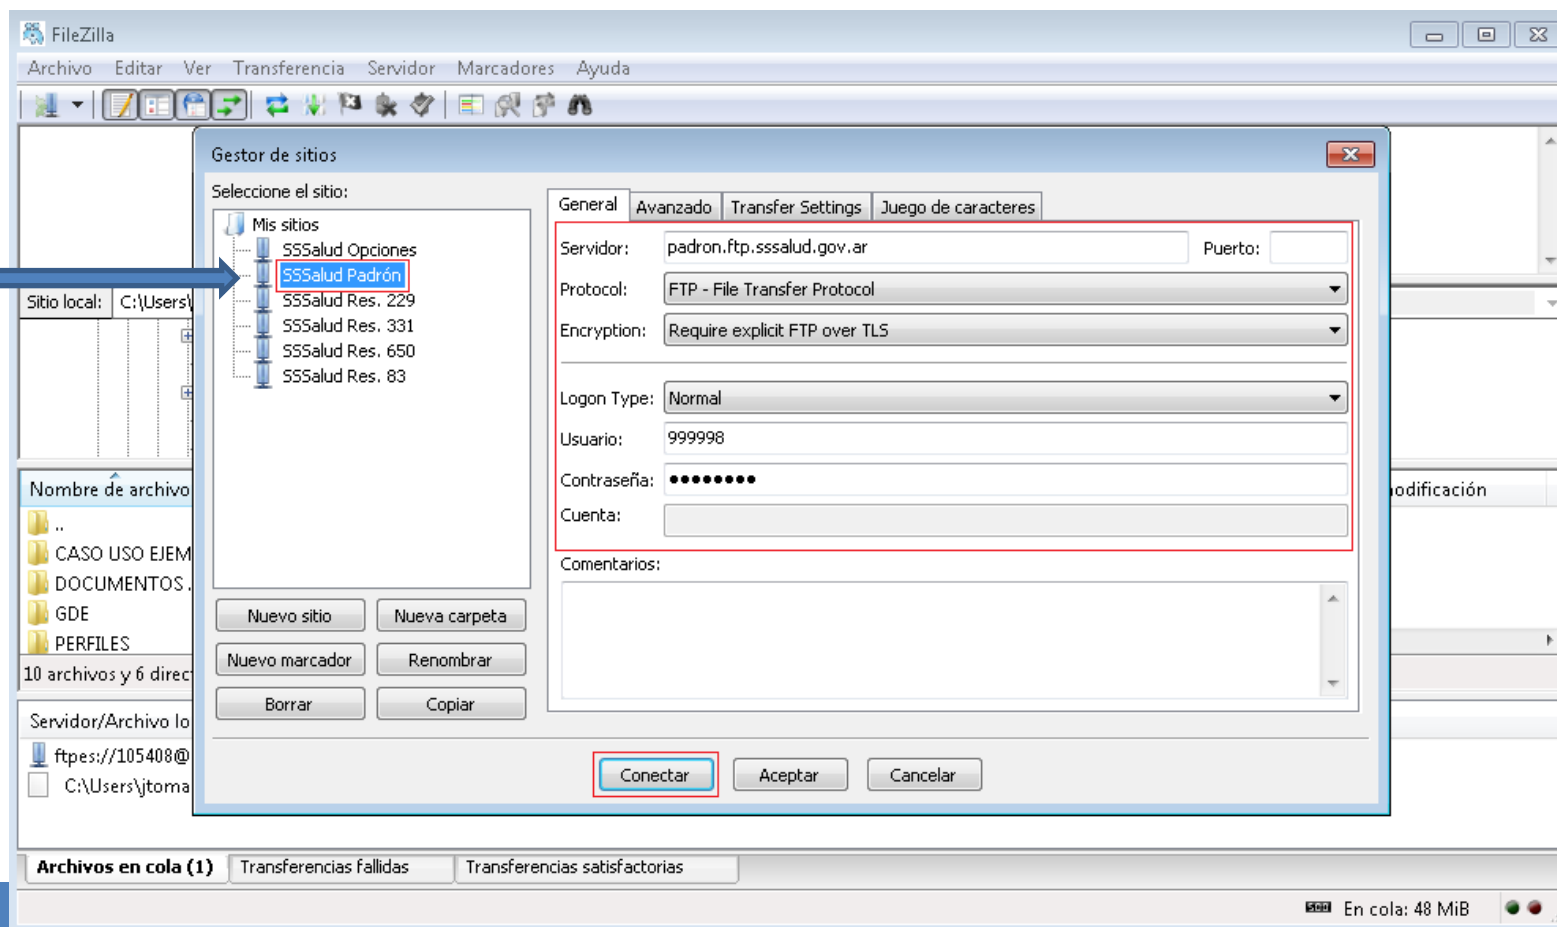 FileZilla
Archivo Editar Ver Transferencia Servidor Marcadores Ayuda
Gestor de sitios
Seleccione el sitio:
Mis sitios
SSSalud Opciones
SSSalud Padrón
SSSalud Res. 229
SSSalud Res. 331
SSSalud Res. 650
SSSalud Res. 83
Nuevo sitio Nueva carpeta
Nuevo marcador Renombrar
Borrar Copiar
General Avanzado Transfer Settings Juego de caracteres
Servidor: padron.ftp.sssalud.gov.ar Puerto:
Protocol: FTP - File Transfer Protocol
Encryption: Require explicit FTP over TLS
Logon Type: Normal
Usuario: 999998
Contraseña: ●●●●●●●●
Cuenta:
Comentarios:
Conectar Aceptar Cancelar
Sitio local: C:\Users\
Nombre de archivo odificación
..
CASO USO EJEM
DOCUMENTOS
GDE
PERFILES
10 archivos y 6 direc
Servidor/Archivo lo
ftpes://105408@
C:\Users\jtoma
Archivos en cola (1) Transferencias fallidas Transferencias satisfactorias
En cola: 48 MiB